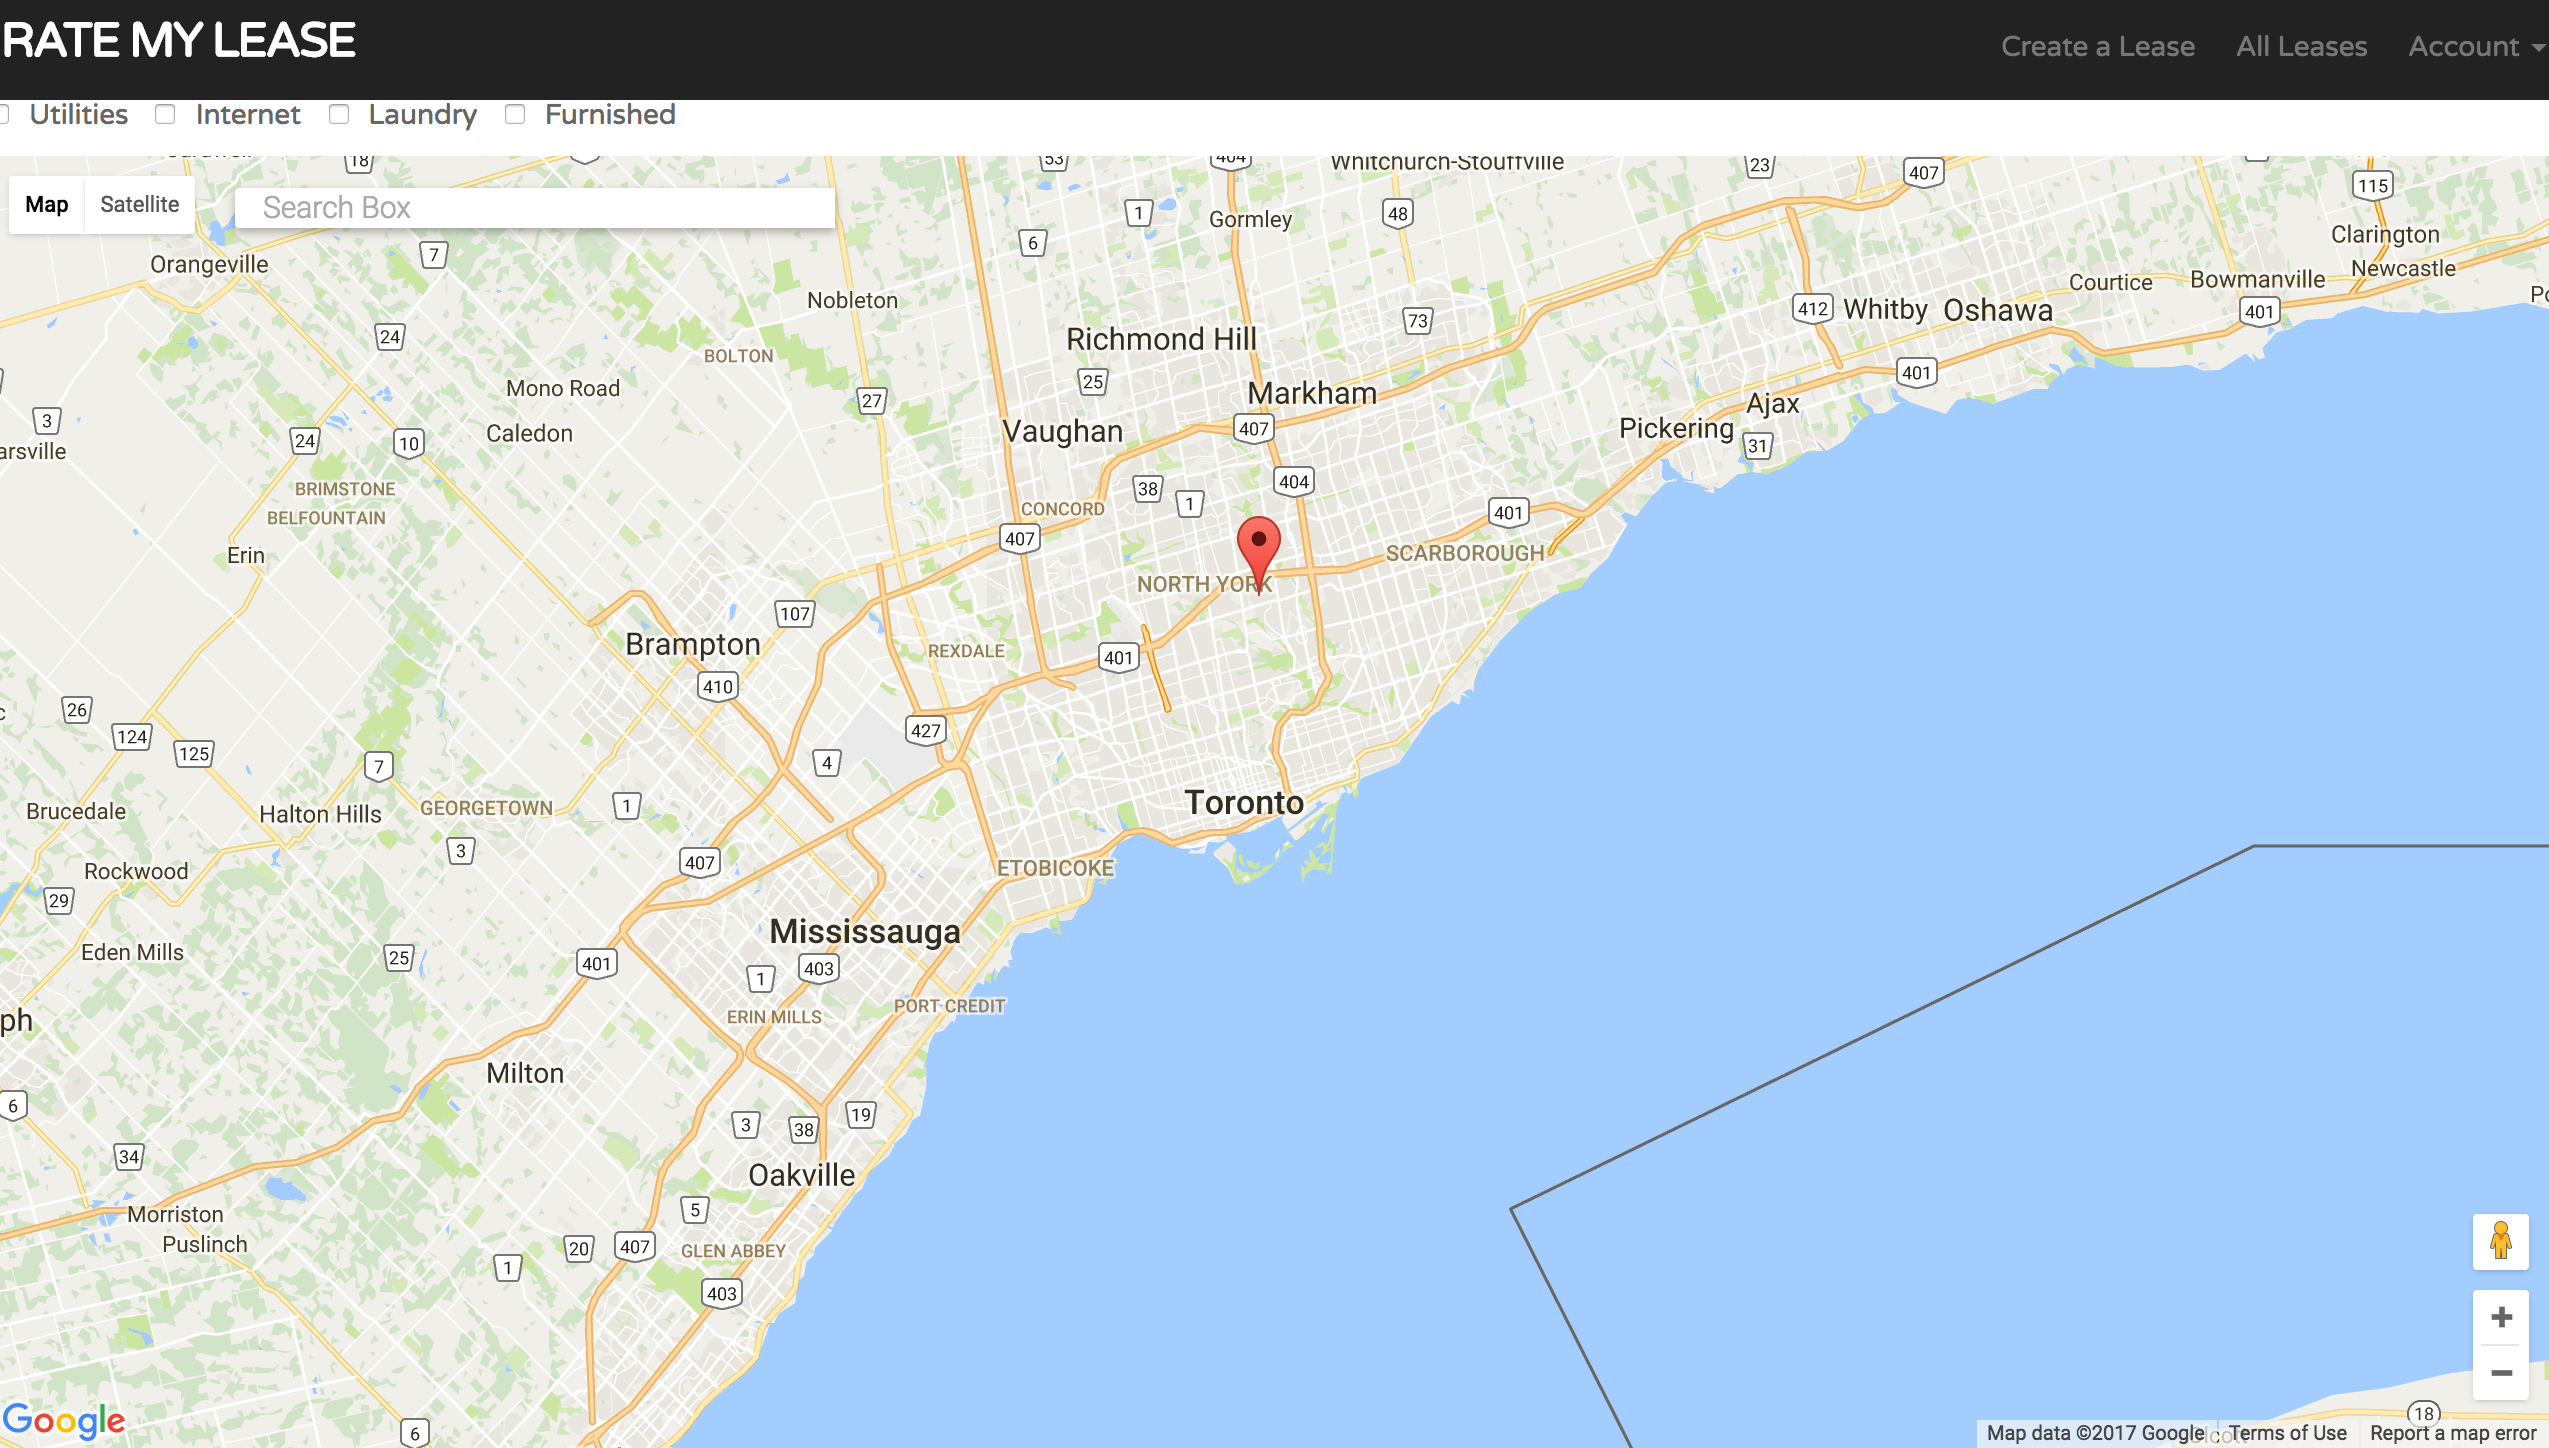 RATE MY LEASE
Create a Lease All Leases Account
Utilities Internet Laundry Furnished
18 53 404 Whitchurch-Stouffville 23 407
115
Map Satellite Search Box
1 Gormley 48
6 7
Clarington
Orangeville
Newcastle
Courtice Bowmanville
Nobleton
412 Whitby Oshawa 401
24 73
Richmond Hill
BOLTON
25 401
Mono Road Markham
27 Ajax
3 407
24 10 Caledon Vaughan Pickering 31
404
BRIMSTONE 38 1
CONCORD 401
BELFOUNTAIN
407
Erin SCARBOROUGH
NORTH YORK
107
Brampton REXDALE 401
410
26
124 427
125 4
7
Toronto
Brucedale Halton Hills GEORGETOWN 1
3
407
Rockwood ETOBICOKE
29
Mississauga
Eden Mills 25 401 403
1
PORT CREDIT
ERIN MILLS
Milton
6
3 38 19
34
Oakville
Morriston 5
Puslinch 20 407 GLEN ABBEY
1
403
18
Google 6
Map data ©2017 Google Terms of Use Report a map error